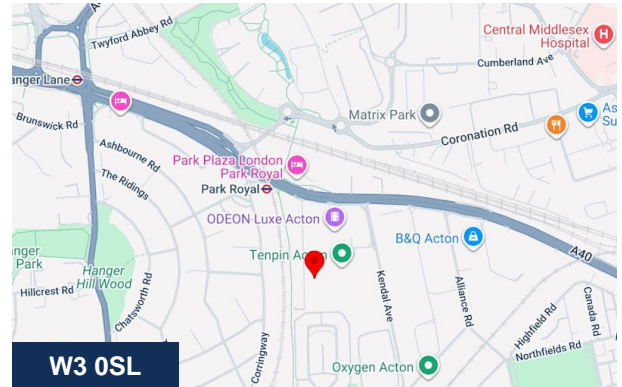 Twyford Abbey Rd
Central Middlesex
Hospital
H
Cumberland Ave
anger Lane
Matrix Park
As
Su
Brunswick Rd
Coronation Rd
Ashbourne Rd
Park Plaza London
Park Royal
The Ridings
Park Royal
ODEON Luxe Acton
B&Q Acton
A40
Tenpin Ac
anger
Park
Hanger
Hill Wood
Kendal Ave
Alliance Rd
Hillcrest Rd
Chatsworth Rd
Canada Rd
Highfield Rd
Corringway
Northfields Rd
W3 0SL
Oxygen Acton